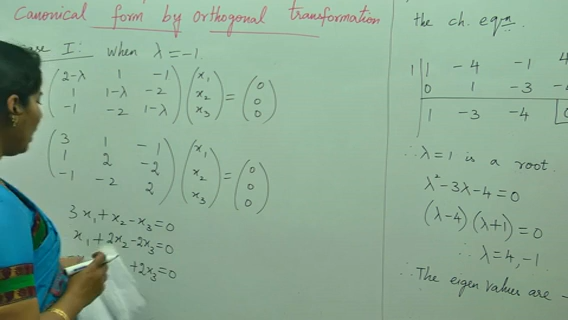 Canonical form by Orthogonal transformation
Case I: when λ = -1
(2-λ 1 -1) (x₁) (0)
(1 1-λ -2) (x₂) = (0)
(-1 -2 1-λ) (x₃) (0)
(3 1 -1) (x₁) (0)
(1 2 -2) (x₂) = (0)
(-1 -2 2) (x₃) (0)
3x₁ + x₂ - x₃ = 0
x₁ + 2x₂ - 2x₃ = 0
+ 2x₃ = 0
the ch. eqn.
1 | 1 -4 -1 4
0 1 -3
1 -3 -4 0
∴ λ = 1 is a root.
λ² - 3λ - 4 = 0
(λ-4)(λ+1) = 0
∴ λ = 4, -1
∴ The eigen values are